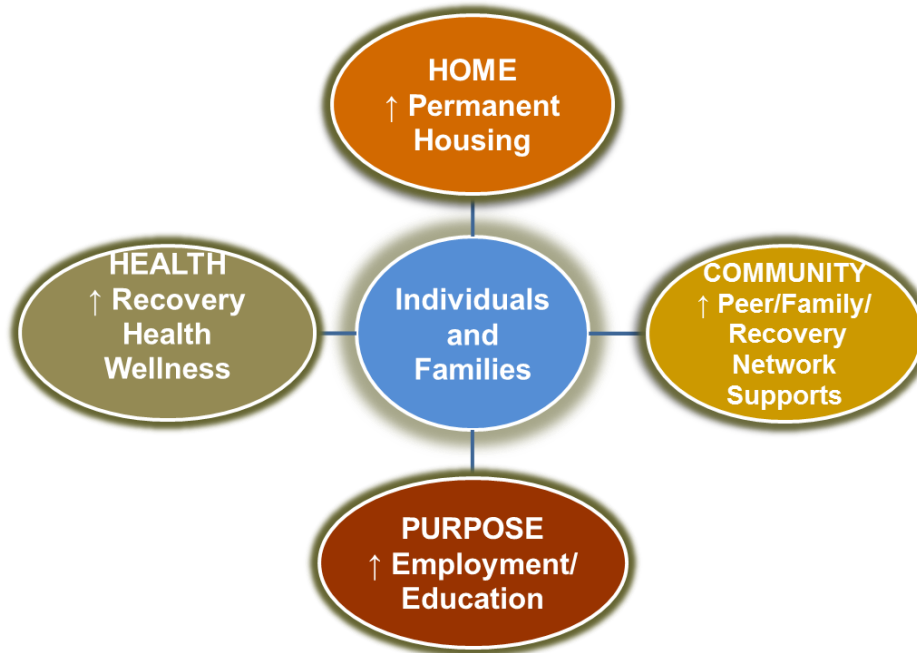 HOME
↑ Permanent
Housing
HEALTH
↑ Recovery
Health
Wellness
Individuals
and
Families
COMMUNITY
↑ Peer/Family/
Recovery
Network
Supports
PURPOSE
↑ Employment/
Education